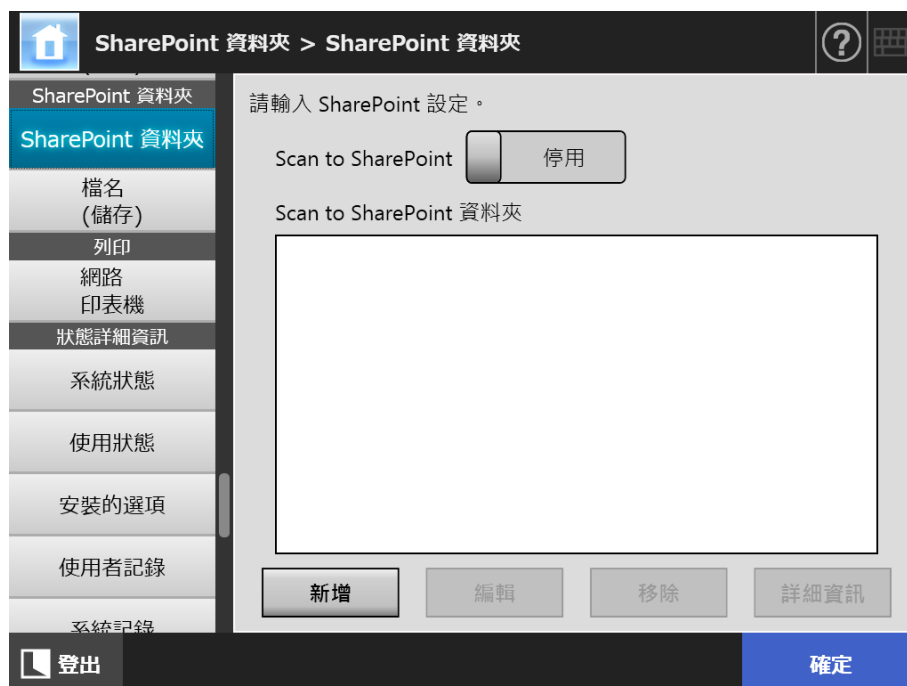 SharePoint 資料夾 > SharePoint 資料夾
SharePoint 資料夾
SharePoint 資料夾
檔名
(儲存)
列印
網路
印表機
狀態詳細資訊
系統狀態
使用狀態
安裝的選項
使用者記錄
系統記錄
請輸入 SharePoint 設定。
Scan to SharePoint 停用
Scan to SharePoint 資料夾
新增 編輯 移除 詳細資訊
登出 確定